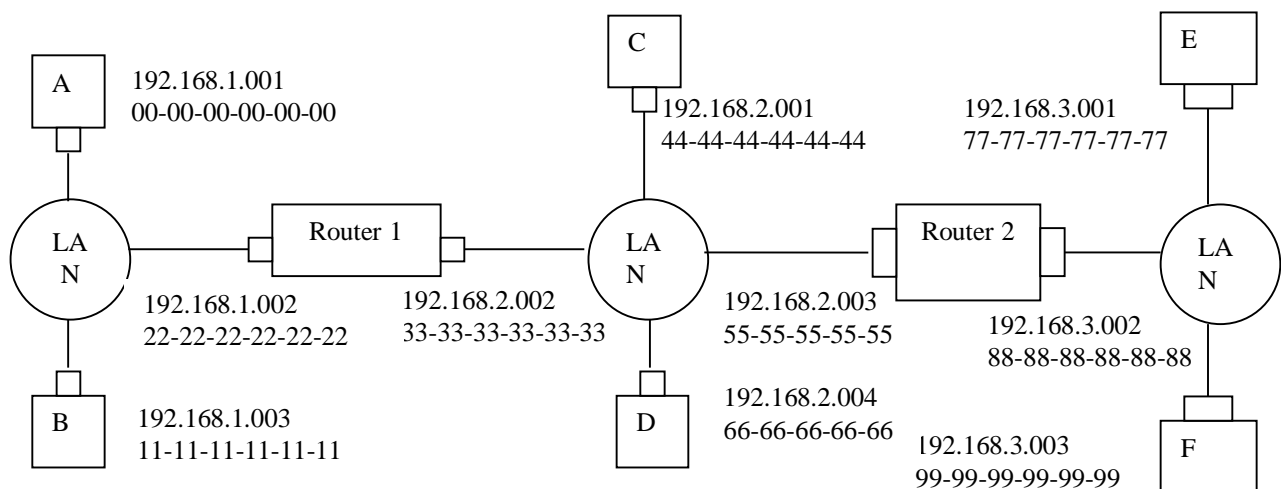 C
E
A
192.168.1.001
00-00-00-00-00-00
192.168.2.001
44-44-44-44-44-44
192.168.3.001
77-77-77-77-77-77
LA
N
Router 1
LA
N
Router 2
LA
N
192.168.1.002
22-22-22-22-22-22
192.168.2.002
33-33-33-33-33-33
192.168.2.003
55-55-55-55-55
192.168.3.002
88-88-88-88-88-88
B
192.168.1.003
11-11-11-11-11-11
D
192.168.2.004
66-66-66-66-66
192.168.3.003
99-99-99-99-99-99
F